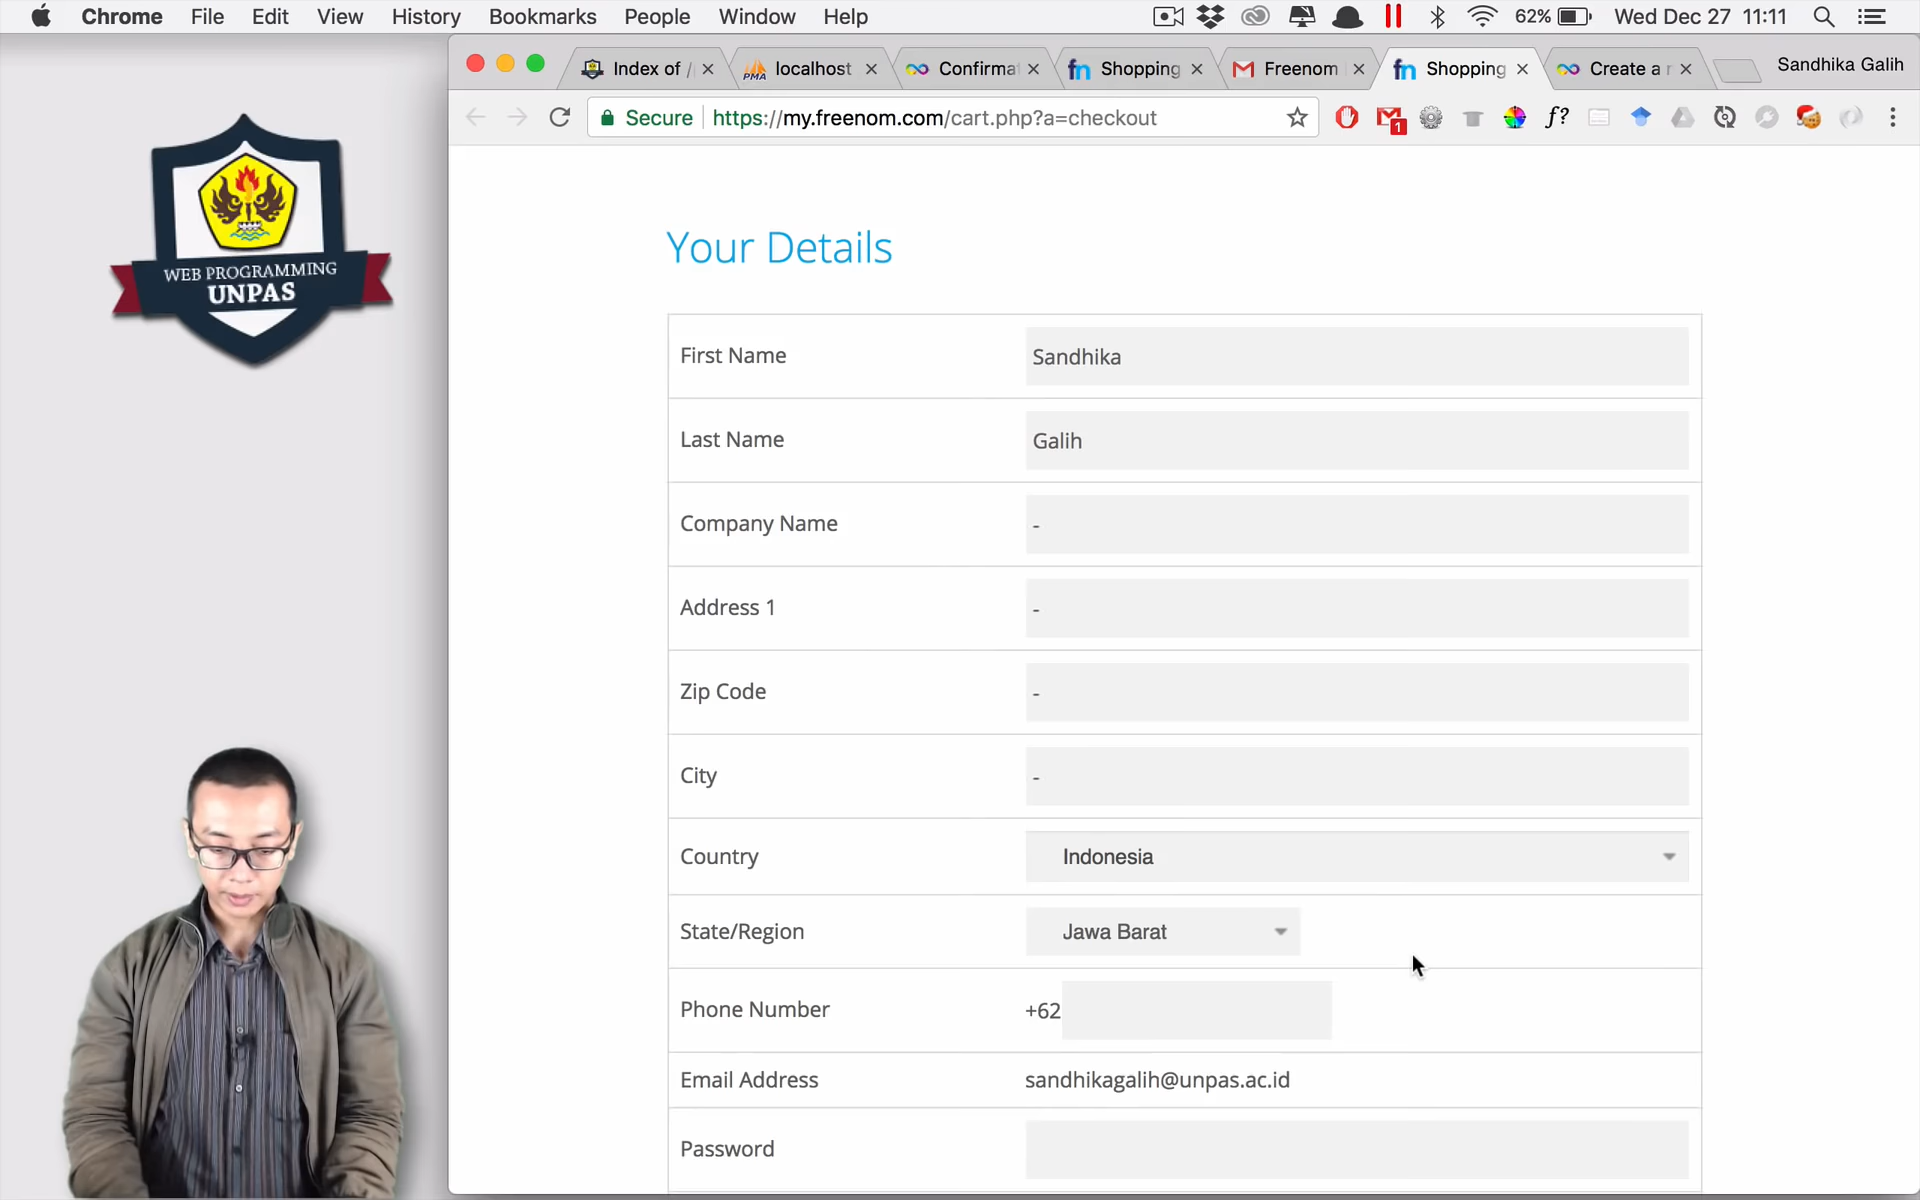 Chrome File Edit View History Bookmarks People Window Help 62% Wed Dec 27 11:11
Index of / localhost Confirma Shopping Freenom Shopping Create a Sandhika Galih
Secure https://my.freenom.com/cart.php?a=checkout f? 1
WEB PROGRAMMING
UNPAS
Your Details
First Name Sandhika
Last Name Galih
Company Name -
Address 1 -
Zip Code -
City -
Country Indonesia
State/Region Jawa Barat
Phone Number +62
Email Address sandhikagalih@unpas.ac.id
Password